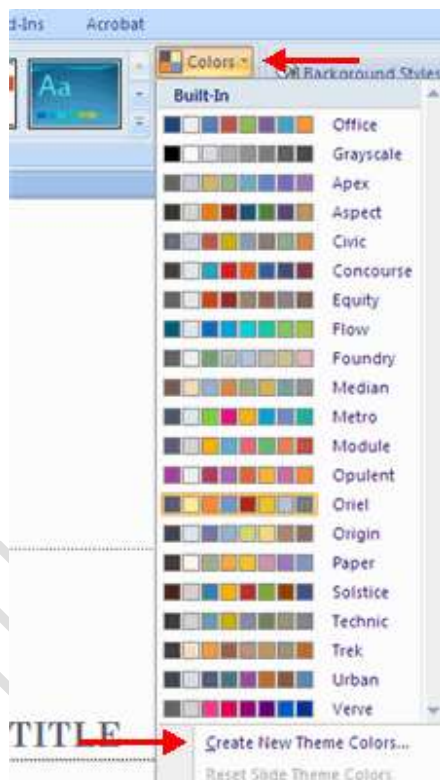 d-Ins Acrobat
Colors
Background Styles
Aa
Built-In
Office
Grayscale
Apex
Aspect
Civic
Concourse
Equity
Flow
Foundry
Median
Metro
Module
Opulent
Oriel
Origin
Paper
Solstice
Technic
Trek
Urban
Verve
TITLE
Create New Theme Colors...
Reset Slide Theme Colors